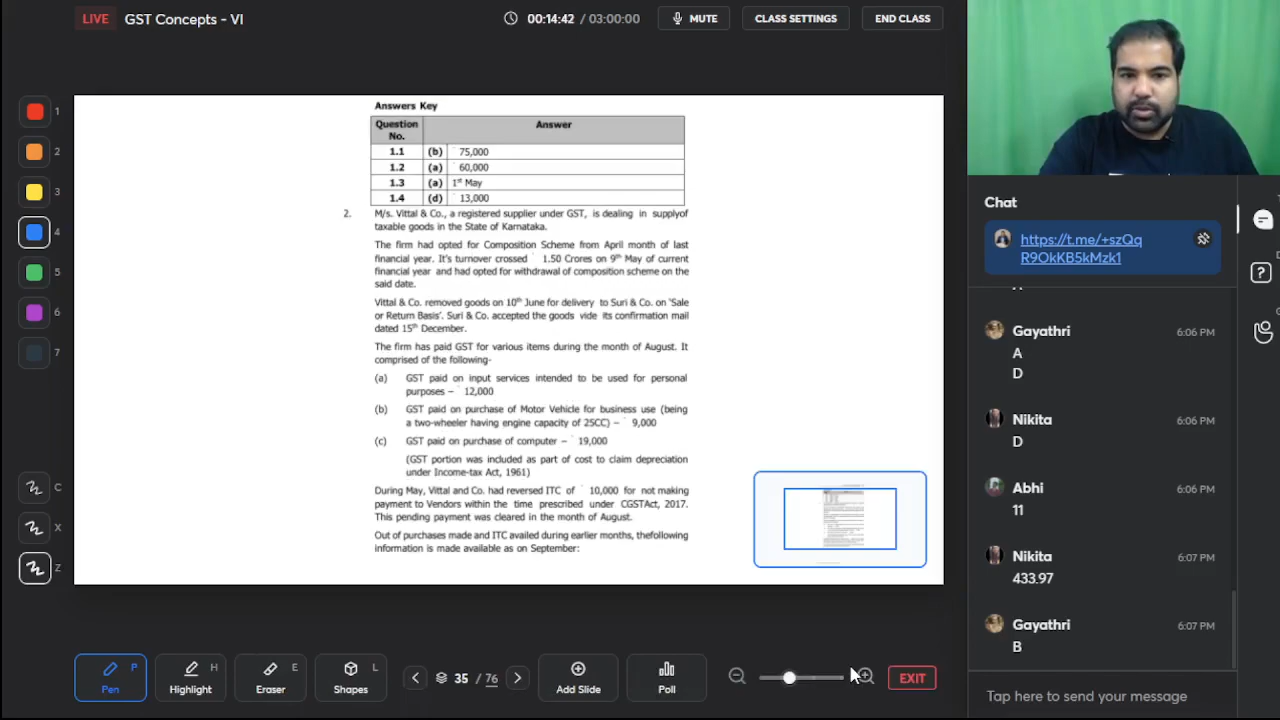 LIVE GST Concepts - VI 00:14:42 / 03:00:00 MUTE CLASS SETTINGS END CLASS
1
2
3
4
5
6
7
C
X
Z
Answers Key
Question No. Answer
1.1 (b) 75,000
1.2 (a) 60,000
1.3 (a) 1st May
1.4 (d) 13,000
2. M/s. Vittal & Co., a registered supplier under GST, is dealing in supplyof
taxable goods in the State of Karnataka.
The firm had opted for Composition Scheme from April month of last
financial year. It's turnover crossed ` 1.50 Crores on 9th May of current
financial year and had opted for withdrawal of composition scheme on the
said date.
Vittal & Co. removed goods on 10th June for delivery to Suri & Co. on 'Sale
or Return Basis'. Suri & Co. accepted the goods vide its confirmation mail
dated 15th December.
The firm has paid GST for various items during the month of August. It
comprised of the following-
(a) GST paid on input services intended to be used for personal
purposes – ` 12,000
(b) GST paid on purchase of Motor Vehicle for business use (being
a two-wheeler having engine capacity of 25CC) – ` 9,000
(c) GST paid on purchase of computer – ` 19,000
(GST portion was included as part of cost to claim depreciation
under Income-tax Act, 1961)
During May, Vittal and Co. had reversed ITC of ` 10,000 for not making
payment to Vendors within the time prescribed under CGSTAct, 2017.
This pending payment was cleared in the month of August.
Out of purchases made and ITC availed during earlier months, thefollowing
information is made available as on September:
Chat
https://t.me/+szQq
R9OkKB5kMzk1
Gayathri 6:06 PM
A
D
Nikita 6:06 PM
D
Abhi 6:06 PM
11
Nikita 6:07 PM
433.97
Gayathri 6:07 PM
B
Tap here to send your message
P
Pen
H
Highlight
E
Eraser
L
Shapes
35 / 76
Add Slide
Poll
EXIT